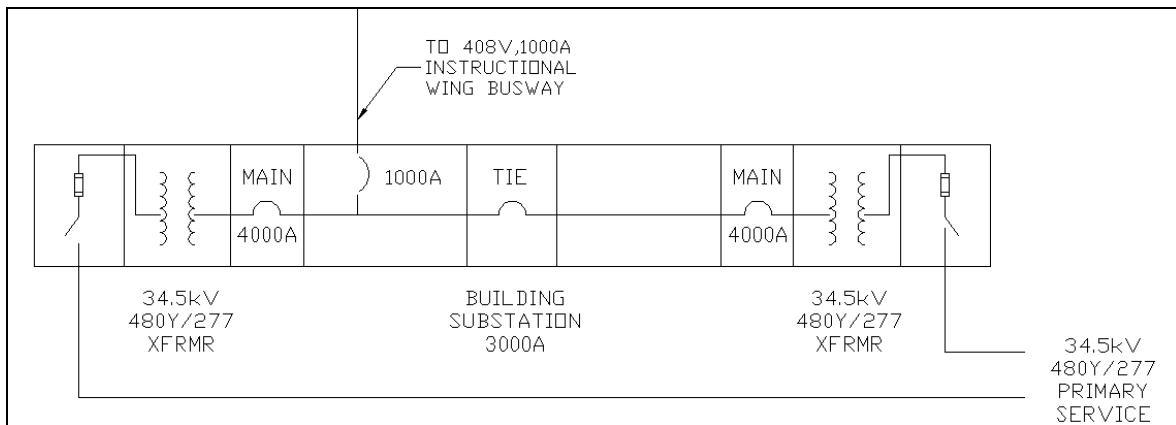 TO 408V,1000A
INSTRUCTIONAL
WING BUSWAY
MAIN
1000A
TIE
MAIN
4000A
4000A
34.5kV
480Y/277
XFRMR
BUILDING
SUBSTATION
3000A
34.5kV
480Y/277
XFRMR
34.5kV
480Y/277
PRIMARY
SERVICE